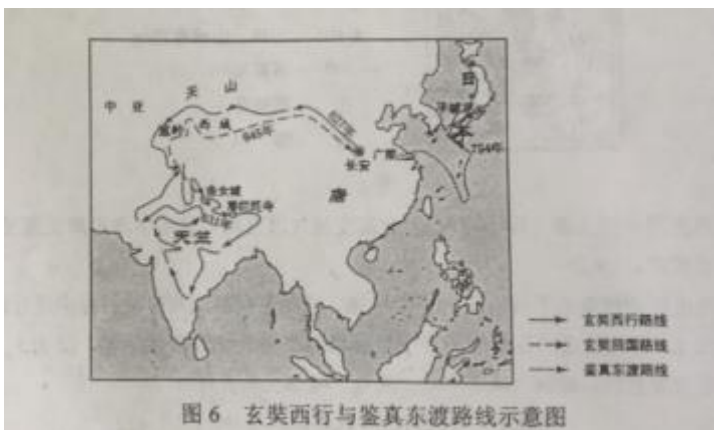 日
天 山
中 亚
平城京
葱岭
西 域
627年
645年
本
754年
长安
广陵
曲女城
唐
那烂陀寺
631年
天竺
玄奘西行路线
玄奘回国路线
鉴真东渡路线
图 6 玄奘西行与鉴真东渡路线示意图